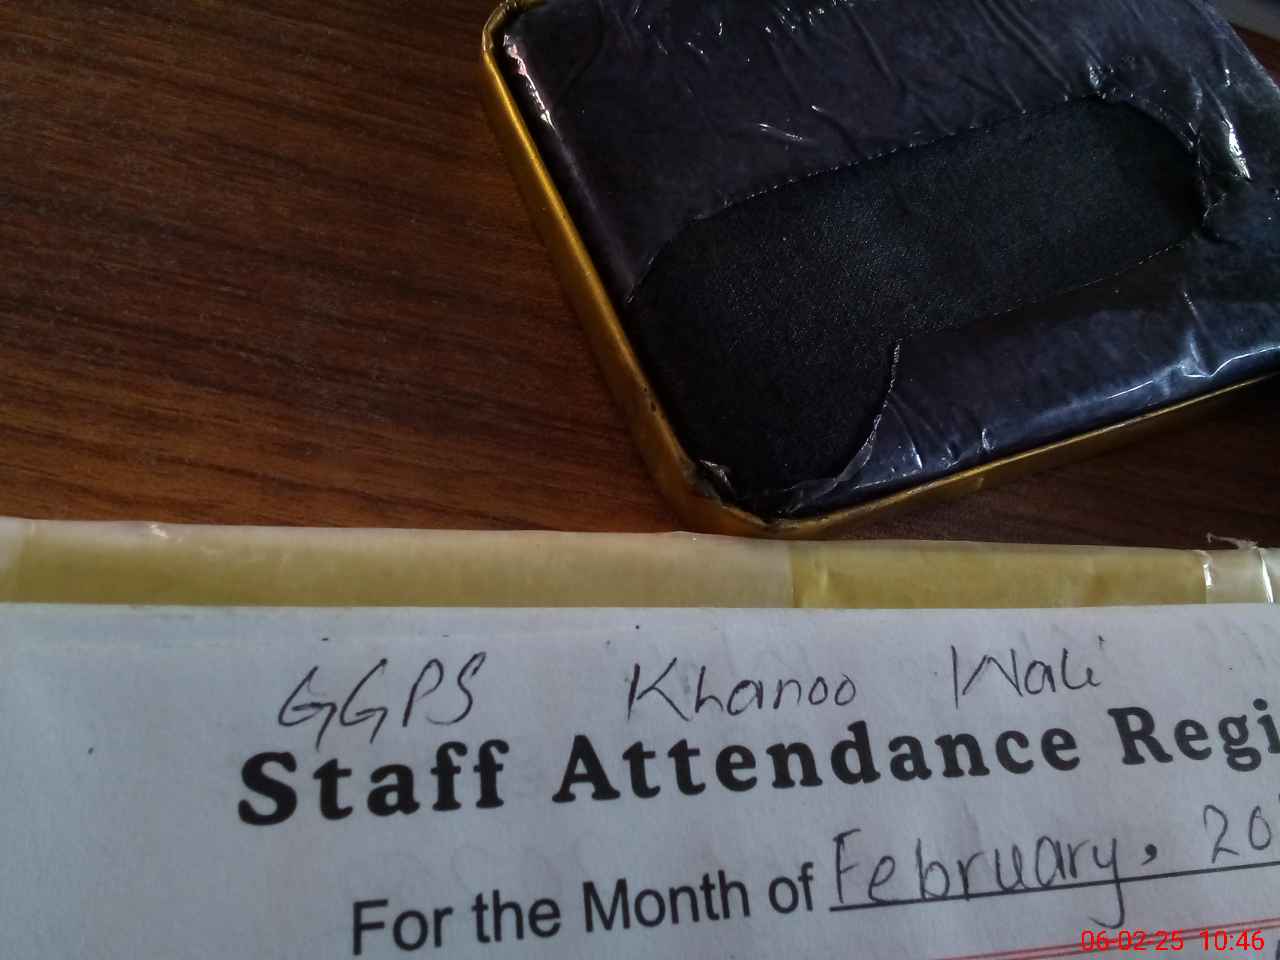 GGPS Khanoo Wali
Staff Attendance Regi
For the Month of February, 20
06-02-25 10:46